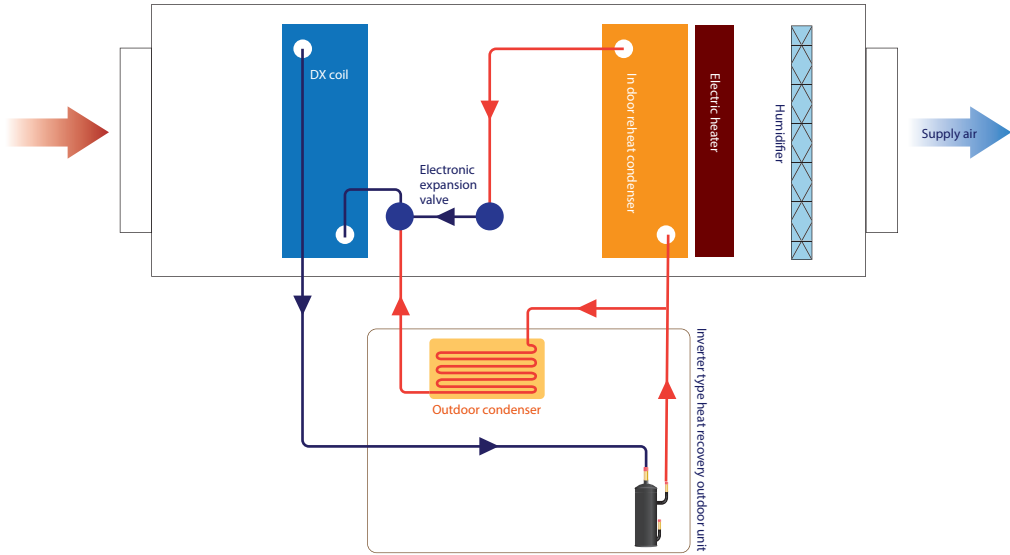 DX coil
Electronic
expansion
valve
In door reheat condenser
Electric heater
Humidifier
Supply air
Outdoor condenser
Inverter type heat recovery outdoor unit